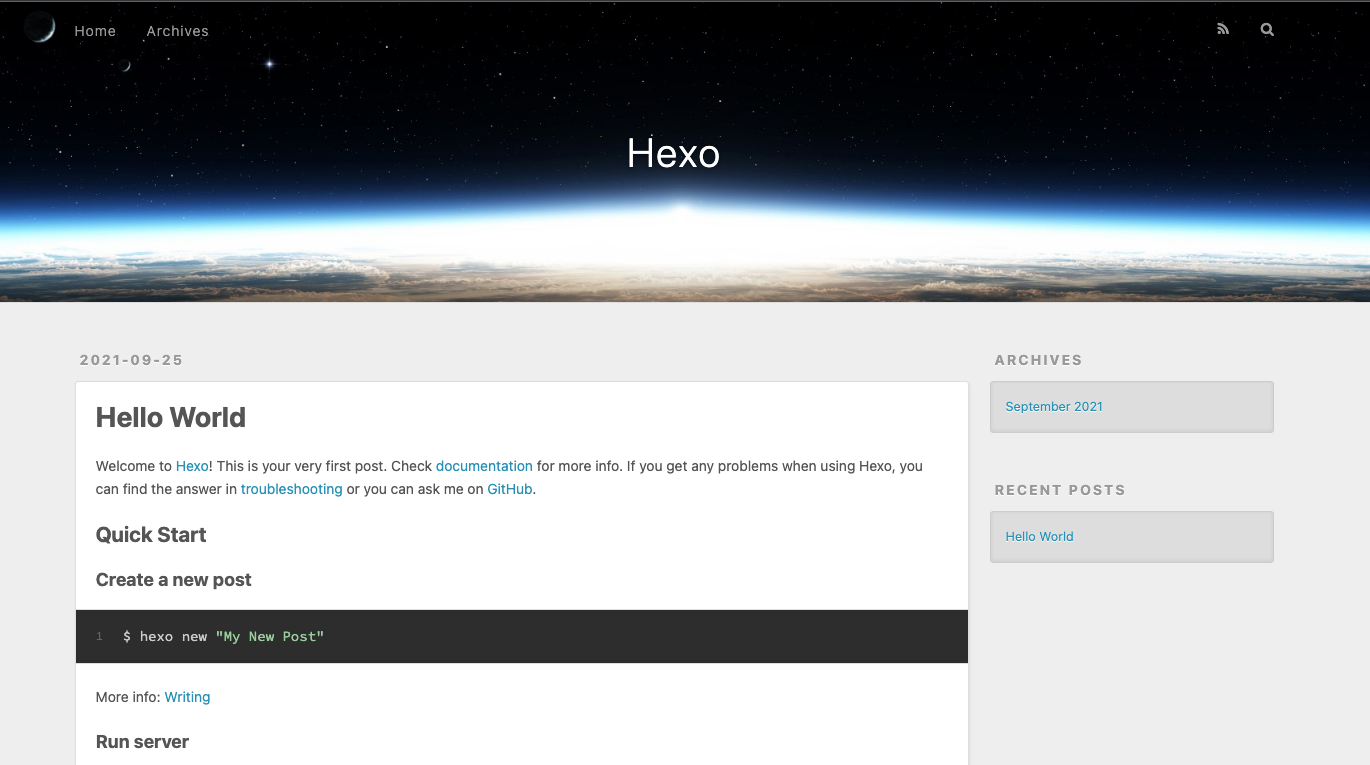 Home Archives
Hexo
2021-09-25
Hello World
Welcome to Hexo! This is your very first post. Check documentation for more info. If you get any problems when using Hexo, you
can find the answer in troubleshooting or you can ask me on GitHub.
Quick Start
Create a new post
1 $ hexo new "My New Post"
More info: Writing
Run server
ARCHIVES
September 2021
RECENT POSTS
Hello World